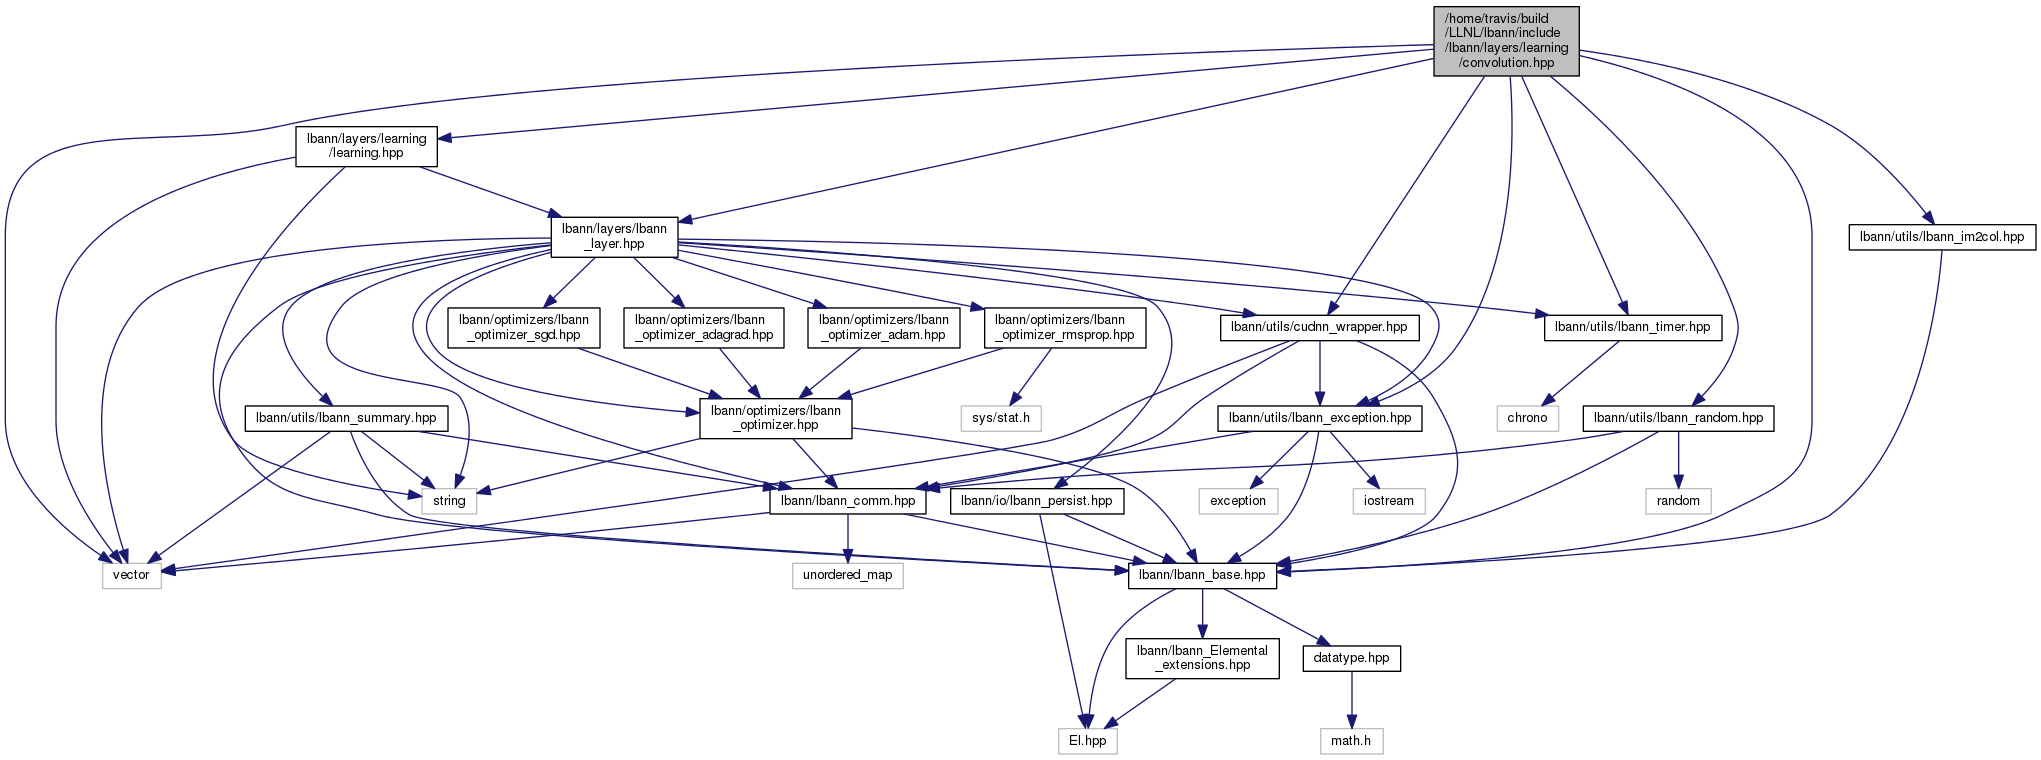 /home/travis/build
/LLNL/lbann/include
/lbann/layers/learning
/convolution.hpp
lbann/layers/learning
/learning.hpp
lbann/layers/lbann
_layer.hpp
lbann/utils/lbann_im2col.hpp
lbann/optimizers/lbann
_optimizer_sgd.hpp
lbann/optimizers/lbann
_optimizer_adagrad.hpp
lbann/optimizers/lbann
_optimizer_adam.hpp
lbann/optimizers/lbann
_optimizer_rmsprop.hpp
lbann/utils/cudnn_wrapper.hpp
lbann/utils/lbann_timer.hpp
lbann/utils/lbann_summary.hpp
lbann/optimizers/lbann
_optimizer.hpp
sys/stat.h
lbann/utils/lbann_exception.hpp
chrono
lbann/utils/lbann_random.hpp
string
lbann/lbann_comm.hpp
lbann/io/lbann_persist.hpp
exception
iostream
random
vector
unordered_map
lbann/lbann_base.hpp
lbann/lbann_Elemental
_extensions.hpp
datatype.hpp
El.hpp
math.h